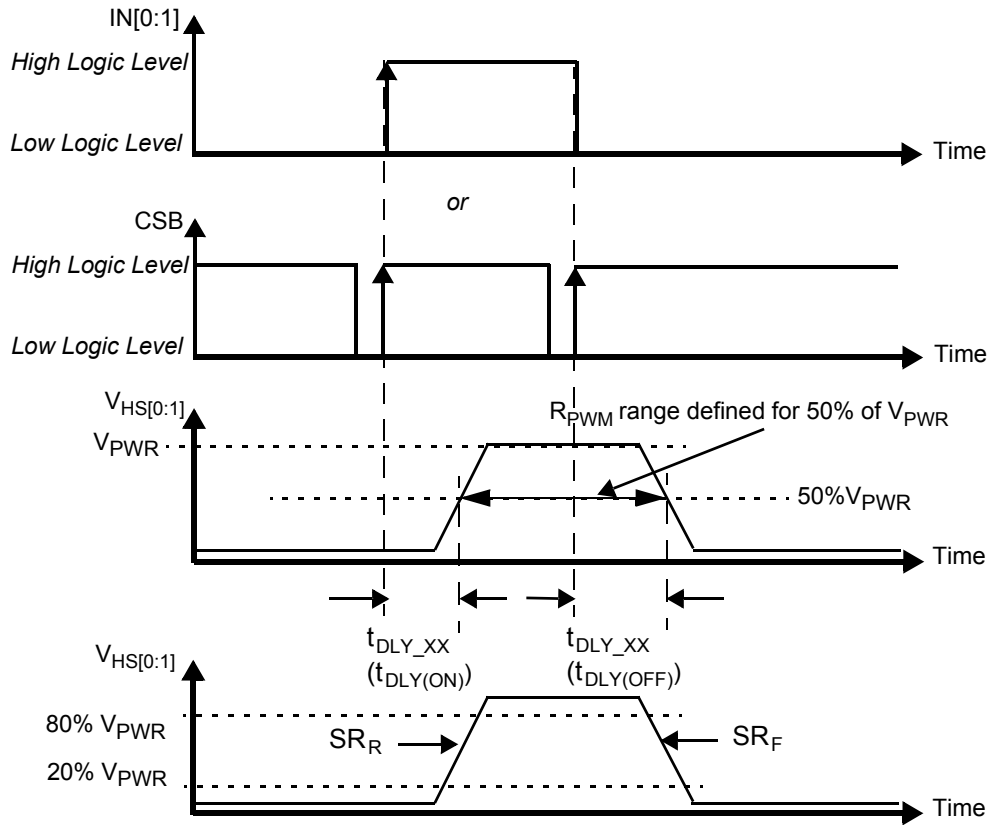 IN[0:1]
High Logic Level
Low Logic Level
Time
or
CSB
High Logic Level
Low Logic Level
Time
VHS[0:1]
RPWM range defined for 50% of VPWR
VPWR
50%VPWR
Time
tDLY_XX
(tDLY(ON))
tDLY_XX
(tDLY(OFF))
VHS[0:1]
80% VPWR
SRR
SRF
20% VPWR
Time